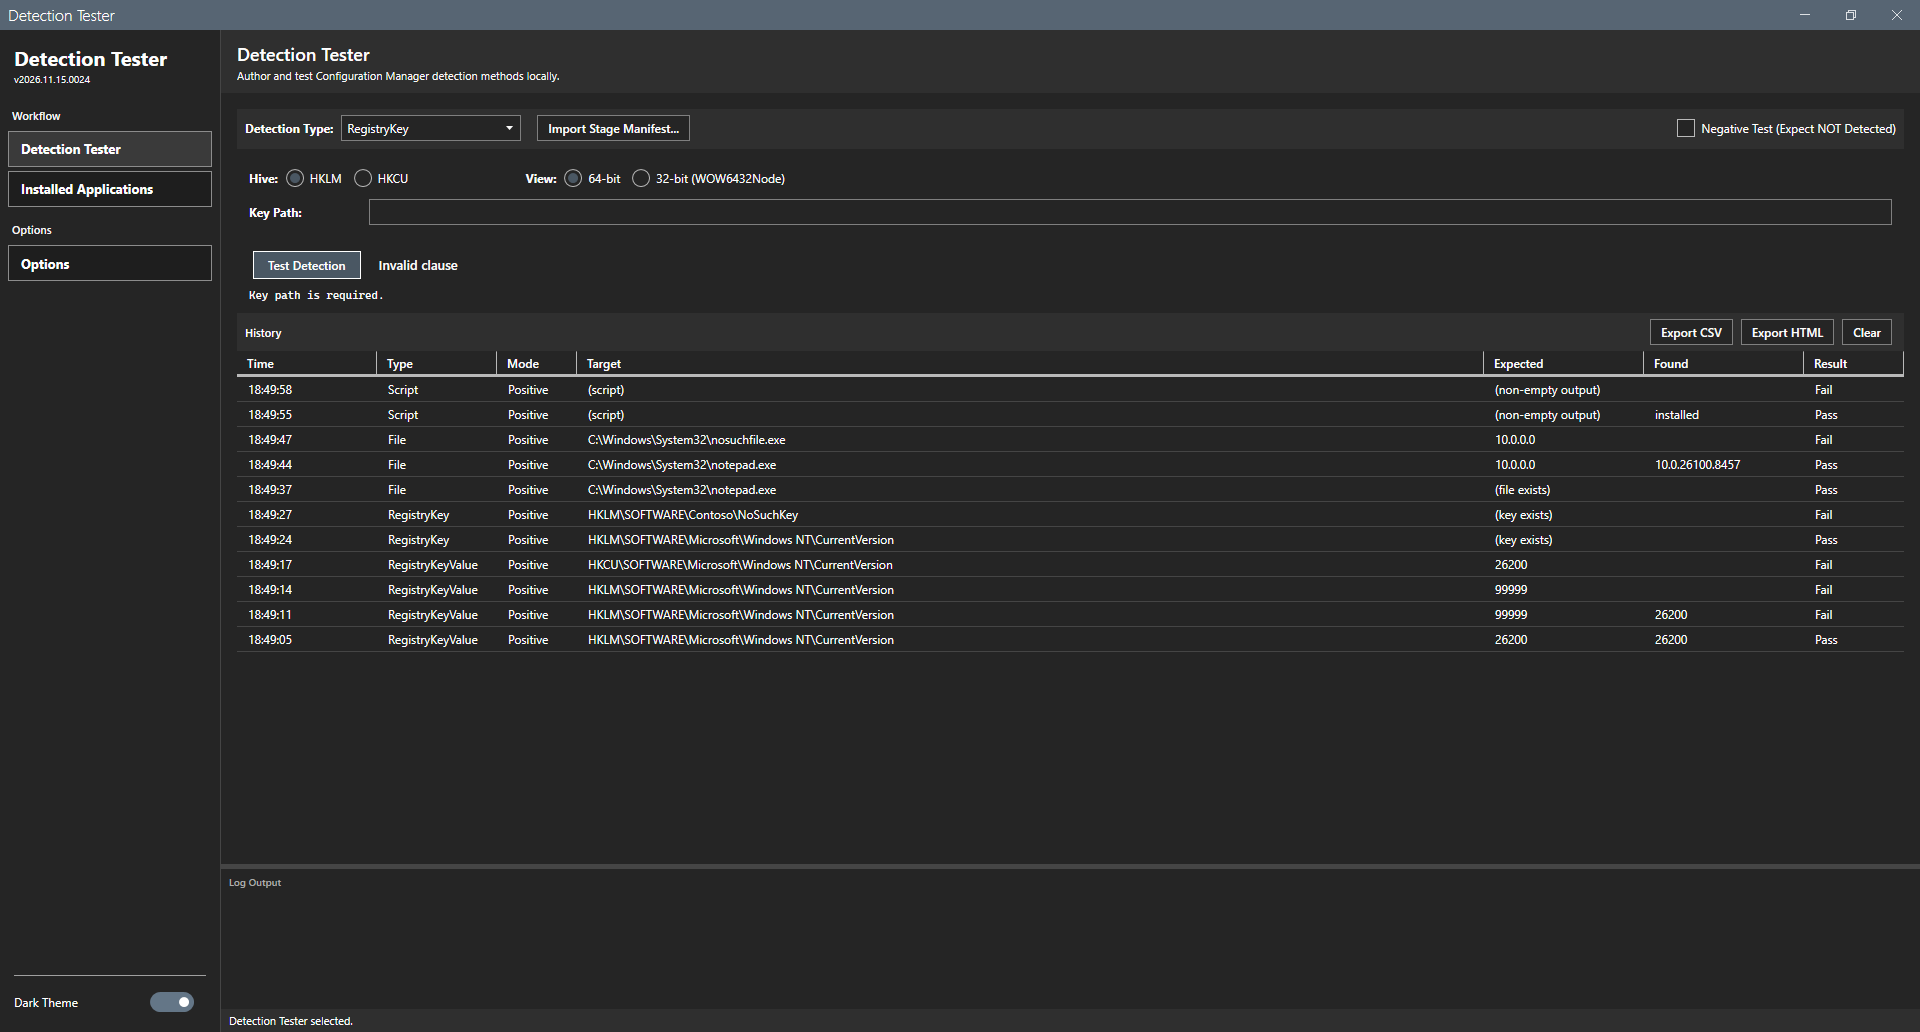 Detection Tester
Detection Tester
v2026.11.15.0024
Workflow
Detection Tester
Installed Applications
Options
Options
Dark Theme
Detection Tester
Author and test Configuration Manager detection methods locally.
Detection Type: RegistryKey Import Stage Manifest... Negative Test (Expect NOT Detected)
Hive: HKLM HKCU View: 64-bit 32-bit (WOW6432Node)
Key Path:
Test Detection Invalid clause
Key path is required.
History Export CSV Export HTML Clear
Time Type Mode Target Expected Found Result
18:49:58 Script Positive (script) (non-empty output) Fail
18:49:55 Script Positive (script) (non-empty output) installed Pass
18:49:47 File Positive C:\Windows\System32\nosuchfile.exe 10.0.0.0 Fail
18:49:44 File Positive C:\Windows\System32\notepad.exe 10.0.0.0 10.0.26100.8457 Pass
18:49:37 File Positive C:\Windows\System32\notepad.exe (file exists) Pass
18:49:27 RegistryKey Positive HKLM\SOFTWARE\Contoso\NoSuchKey (key exists) Fail
18:49:24 RegistryKey Positive HKLM\SOFTWARE\Microsoft\Windows NT\CurrentVersion (key exists) Pass
18:49:17 RegistryKeyValue Positive HKCU\SOFTWARE\Microsoft\Windows NT\CurrentVersion 26200 Fail
18:49:14 RegistryKeyValue Positive HKLM\SOFTWARE\Microsoft\Windows NT\CurrentVersion 99999 Fail
18:49:11 RegistryKeyValue Positive HKLM\SOFTWARE\Microsoft\Windows NT\CurrentVersion 99999 26200 Fail
18:49:05 RegistryKeyValue Positive HKLM\SOFTWARE\Microsoft\Windows NT\CurrentVersion 26200 26200 Pass
Log Output
Detection Tester selected.